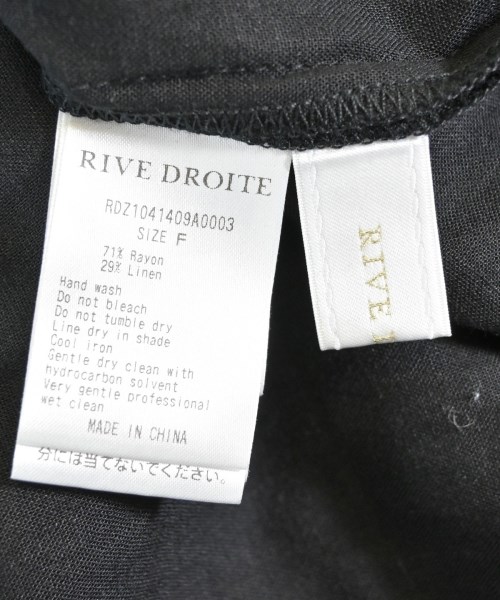 RIVE DROITE
RDZ1041409A0003
SIZE F
71% Rayon
29% Linen
Hand wash
Do not bleach
Do not tumble dry
Line dry in shade
Cool iron
Gentle dry clean with
hydrocarbon solvent
Very gentle professional
wet clean
MADE IN CHINA
分には当てないでください。
RIVE